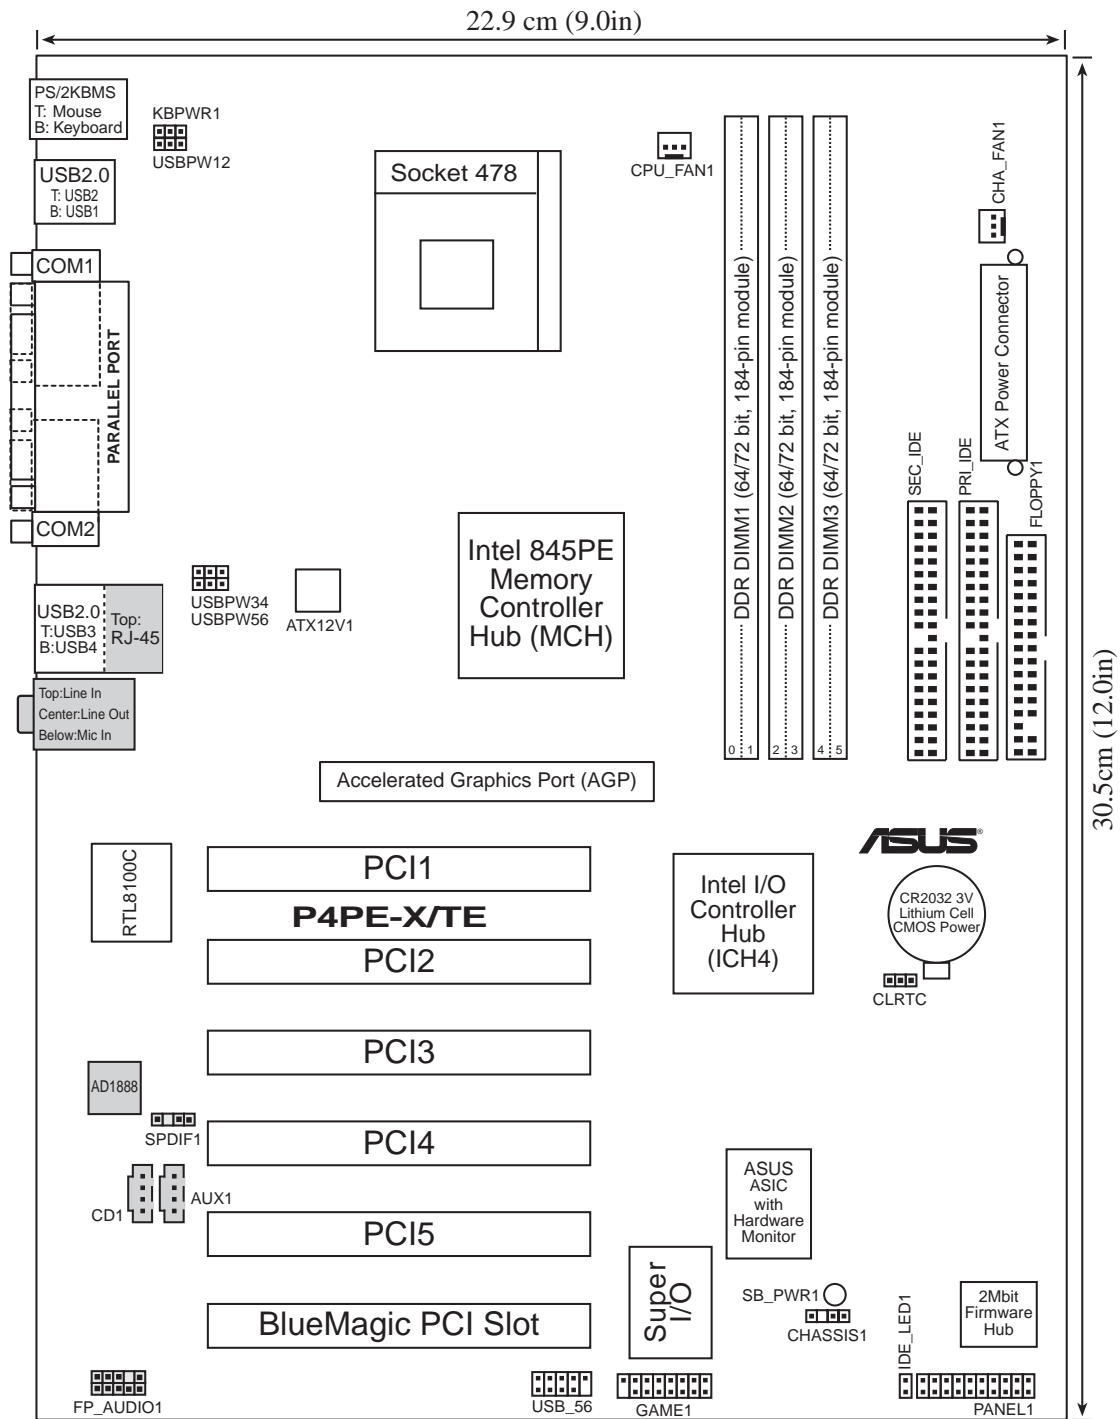 22.9 cm (9.0in)
PS/2KBMS
T: Mouse
B: Keyboard
KBPWR1
USBPW12
USB2.0
T: USB2
B: USB1
Socket 478
CPU_FAN1
CHA_FAN1
COM1
PARALLEL PORT
COM2
DDR DIMM1 (64/72 bit, 184-pin module)
DDR DIMM2 (64/72 bit, 184-pin module)
DDR DIMM3 (64/72 bit, 184-pin module)
0 1
2 3
4 5
ATX Power Connector
SEC_IDE
PRI_IDE
FLOPPY1
Intel 845PE
Memory
Controller
Hub (MCH)
USBPW34
USBPW56
ATX12V1
USB2.0
T:USB3
B:USB4
Top:
RJ-45
Top:Line In
Center:Line Out
Below:Mic In
30.5cm (12.0in)
Accelerated Graphics Port (AGP)
RTL8100C
PCI1
P4PE-X/TE
PCI2
Intel I/O
Controller
Hub
(ICH4)
ASUS®
CR2032 3V
Lithium Cell
CMOS Power
CLRTC
PCI3
AD1888
SPDIF1
PCI4
CD1
AUX1
PCI5
ASUS
ASIC
with
Hardware
Monitor
Super
I/O
SB_PWR1
CHASSIS1
BlueMagic PCI Slot
2Mbit
Firmware
Hub
IDE_LED1
FP_AUDIO1
USB_56
GAME1
PANEL1